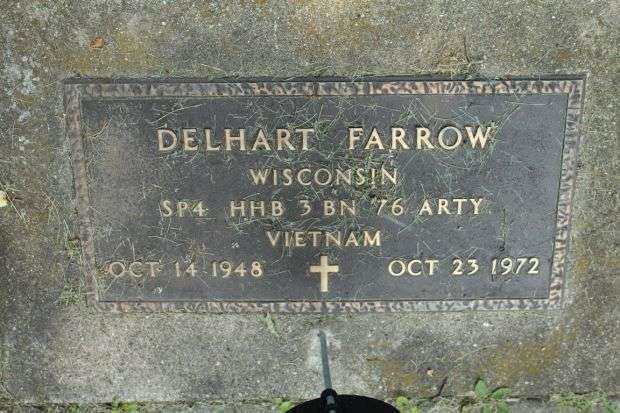 DELHART FARROW
WISCONSIN
SP4 HHB 3 BN 76 ARTY
VIETNAM
OCT 14 1948 OCT 23 1972